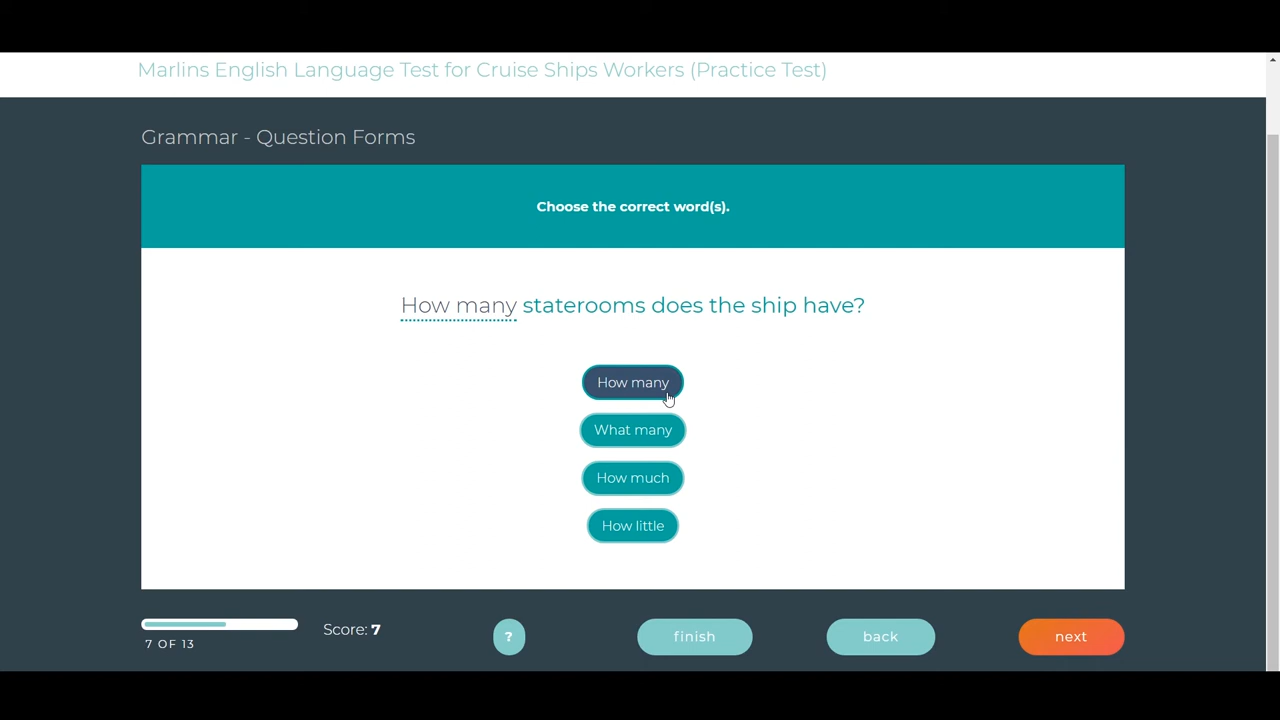 Marlins English Language Test for Cruise Ships Workers (Practice Test)
Grammar - Question Forms
Choose the correct word(s).
How many staterooms does the ship have?
How many
What many
How much
How little
7 OF 13
Score: 7
?
finish
back
next